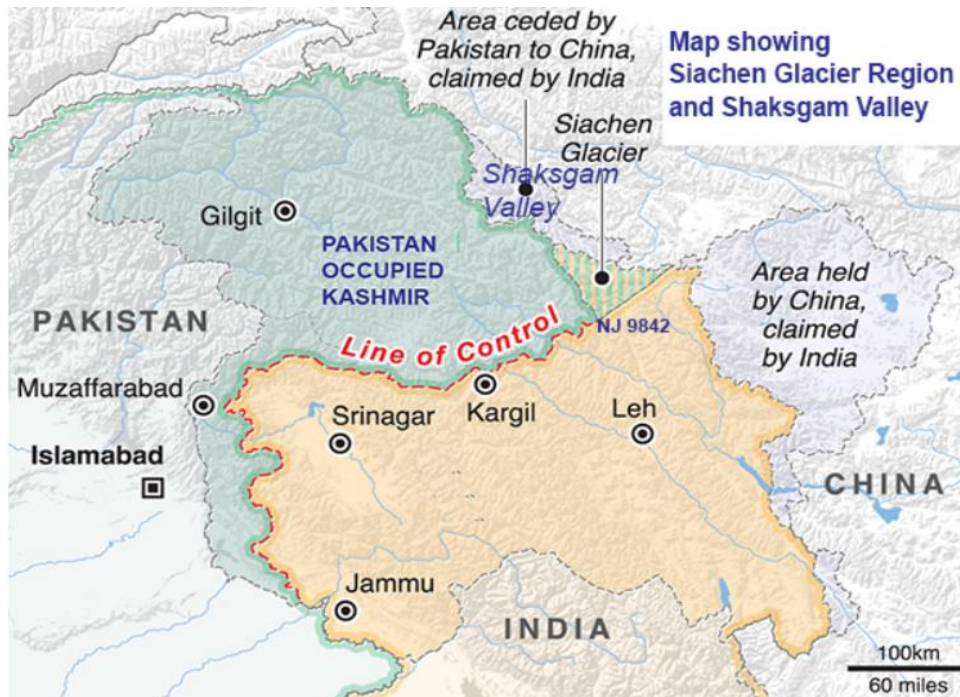 Area ceded by
Pakistan to China,
claimed by India
Map showing
Siachen Glacier Region
and Shaksgam Valley
Siachen
Glacier
Shaksgam
Valley
Gilgit
PAKISTAN
OCCUPIED
KASHMIR
Area held
by China,
claimed
by India
PAKISTAN
Line of Control
NJ 9842
Muzaffarabad
Srinagar
Kargil
Leh
Islamabad
CHINA
Jammu
INDIA
100km
60 miles